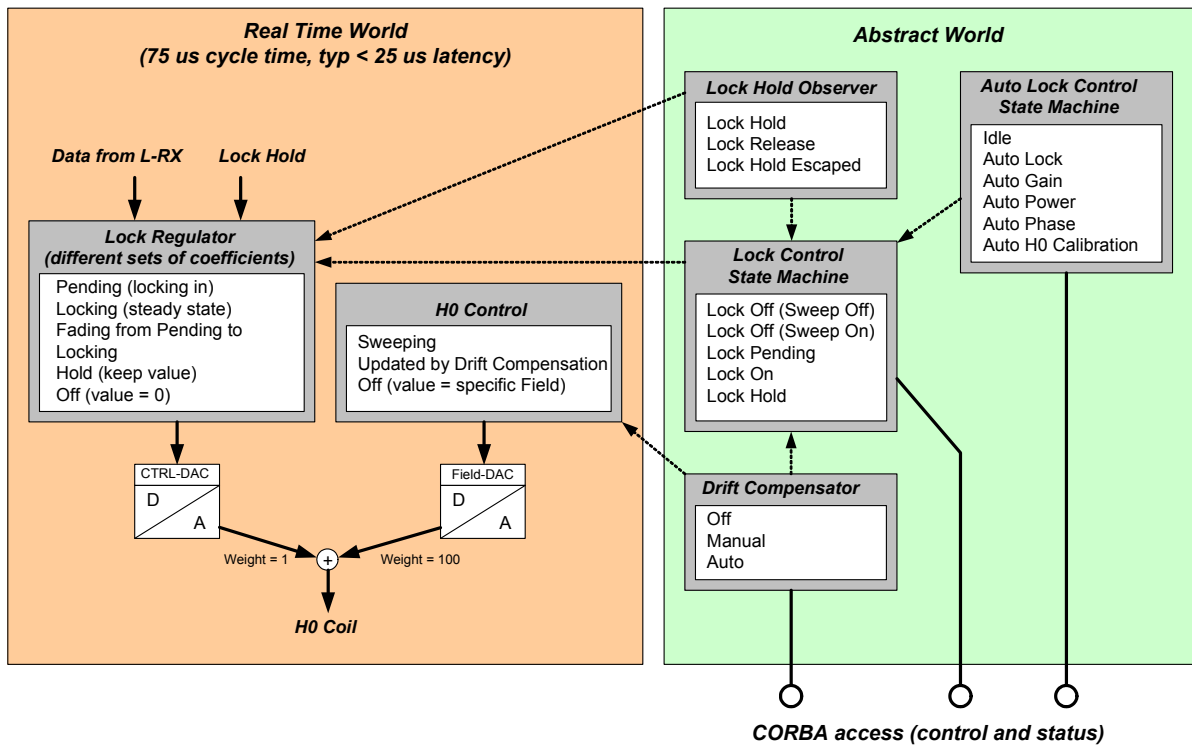 Real Time World
(75 us cycle time, typ < 25 us latency)
Data from L-RX
Lock Hold
Lock Regulator
(different sets of coefficients)
Pending (locking in)
Locking (steady state)
Fading from Pending to
Locking
Hold (keep value)
Off (value = 0)
H0 Control
Sweeping
Updated by Drift Compensation
Off (value = specific Field)
CTRL-DAC
D
A
Field-DAC
D
A
Weight = 1
+
Weight = 100
H0 Coil
Abstract World
Lock Hold Observer
Lock Hold
Lock Release
Lock Hold Escaped
Auto Lock Control
State Machine
Idle
Auto Lock
Auto Gain
Auto Power
Auto Phase
Auto H0 Calibration
Lock Control
State Machine
Lock Off (Sweep Off)
Lock Off (Sweep On)
Lock Pending
Lock On
Lock Hold
Drift Compensator
Off
Manual
Auto
CORBA access (control and status)